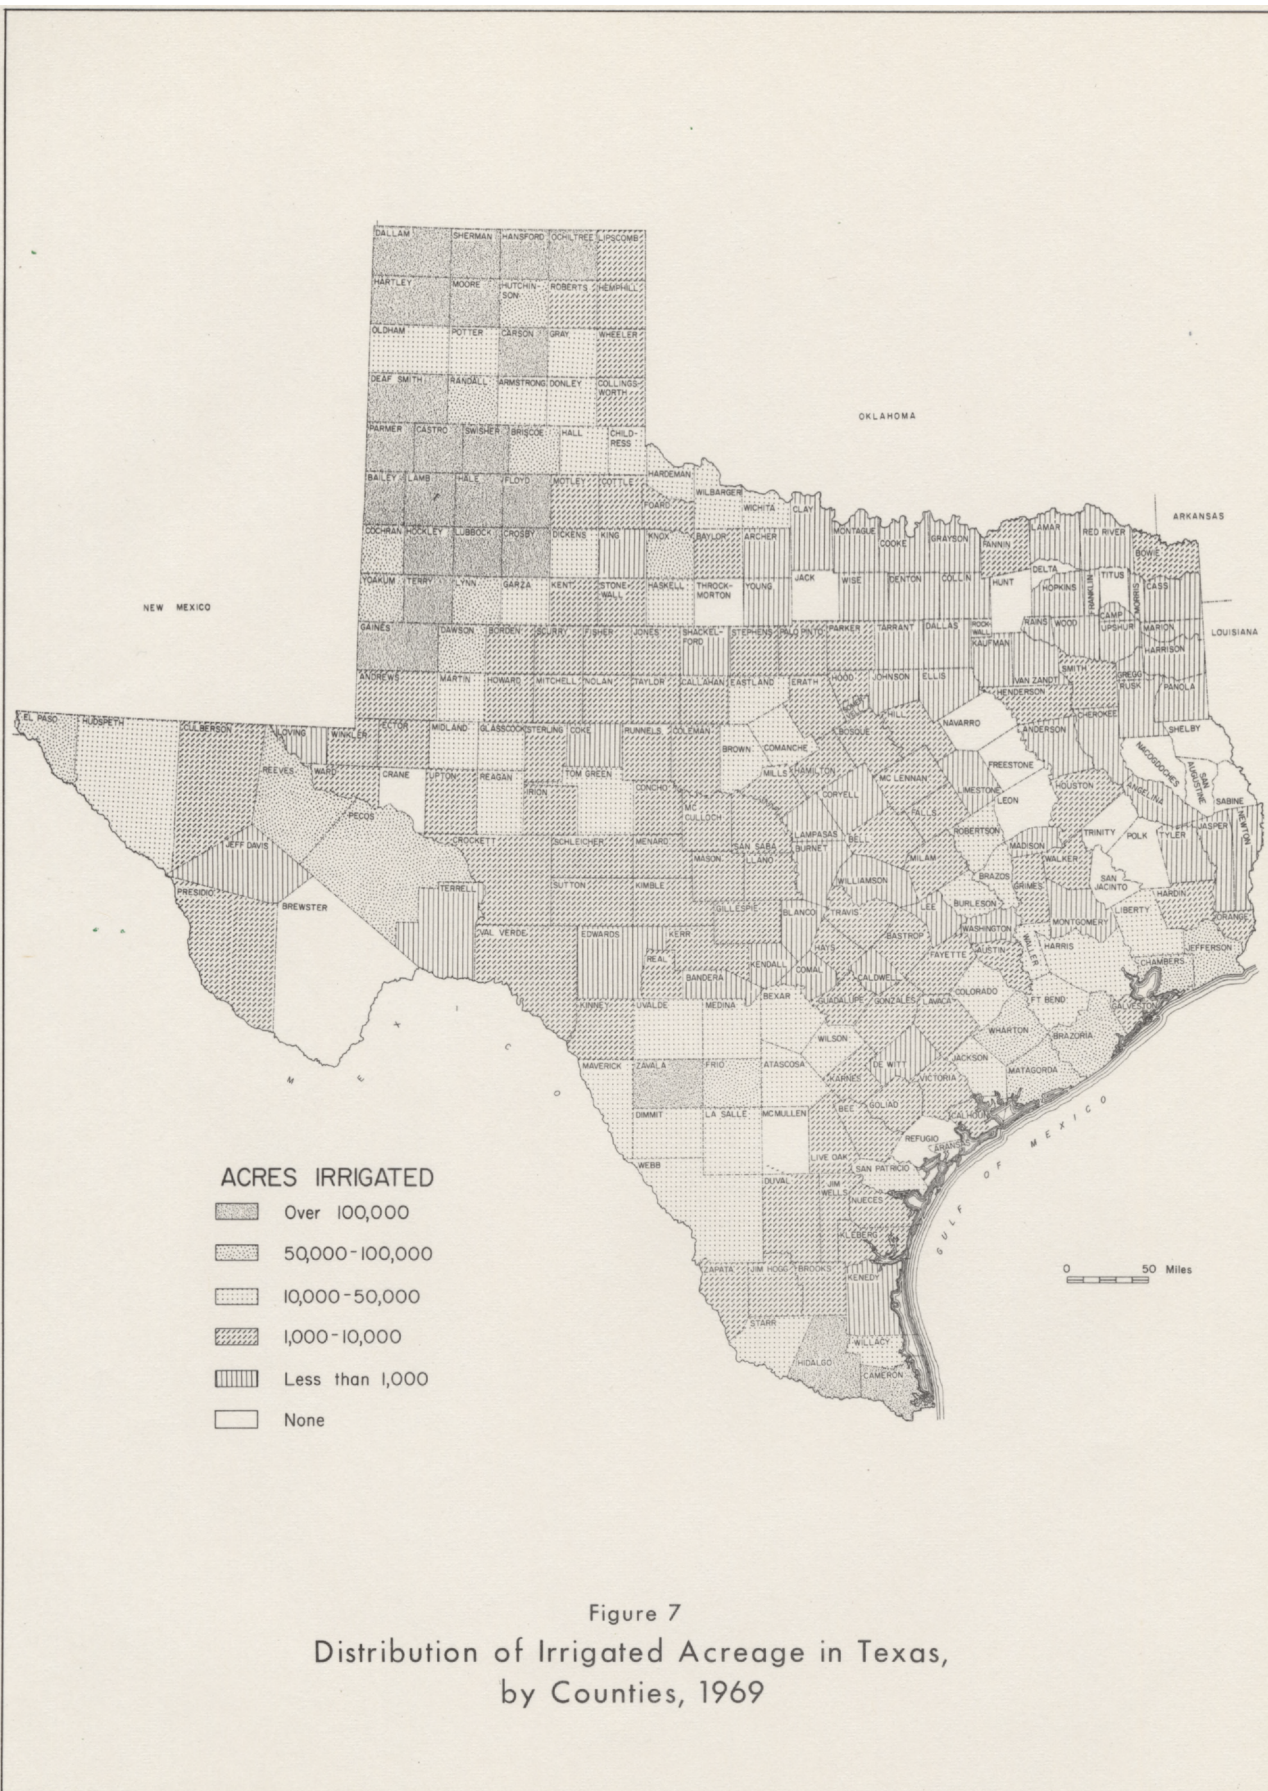 DALLAM
SHERMAN
HANSFORD
OCHILTREE
LIPSCOMB
HARTLEY
MOORE
HUTCHIN-
SON
ROBERTS
HEMPHILL
OLDHAM
POTTER
CARSON
GRAY
WHEELER
DEAF SMITH
RANDALL
ARMSTRONG
DONLEY
COLLINGS-
WORTH
OKLAHOMA
PARMER
CASTRO
SWISHER
BRISCOE
HALL
CHILD-
RESS
BAILEY
LAMB
HALE
FLOYD
MOTLEY
COTTLE
HARDEMAN
FOARD
WILBARGER
WICHITA
CLAY
ARKANSAS
COCHRAN
HOCKLEY
LUBBOCK
CROSBY
DICKENS
KING
KNOX
BAYLOR
ARCHER
MONTAGUE
COOKE
GRAYSON
FANNIN
LAMAR
RED RIVER
BOWIE
YOAKUM
TERRY
LYNN
GARZA
KENT
STONE-
WALL
HASKELL
THROCK-
MORTON
YOUNG
JACK
WISE
DENTON
COLLIN
HUNT
DELTA
HOPKINS
FRANKLIN
TITUS
MORRIS
CASS
CAMP
NEW MEXICO
GAINES
DAWSON
BORDEN
SCURRY
FISHER
JONES
SHACKEL-
FORD
STEPHENS
PALO PINTO
PARKER
TARRANT
DALLAS
ROCK-
WALL
KAUFMAN
RAINS
WOOD
UPSHUR
MARION
HARRISON
LOUISIANA
ANDREWS
MARTIN
HOWARD
MITCHELL
NOLAN
TAYLOR
CALLAHAN
EASTLAND
ERATH
HOOD
JOHNSON
ELLIS
VAN ZANDT
SMITH
GREGG
RUSK
PANOLA
HENDERSON
EL PASO
HUDSPETH
CULBERSON
LOVING
WINKLER
ECTOR
MIDLAND
GLASSCOCK
STERLING
COKE
RUNNELS
COLEMAN
BROWN
COMANCHE
BOSQUE
HILL
NAVARRO
ANDERSON
CHEROKEE
SHELBY
REEVES
WARD
CRANE
UPTON
REAGAN
IRION
TOM GREEN
CONCHO
MC
CULLOCH
MILLS
HAMILTON
CORYELL
MC LENNAN
LIMESTONE
FREESTONE
LEON
HOUSTON
NACOGDOCHES
SAN
AUGUSTINE
SABINE
ANGELINA
PECOS
JEFF DAVIS
CROCKETT
SCHLEICHER
MENARD
MASON
SAN SABA
LLANO
LAMPASAS
BURNET
BELL
FALLS
ROBERTSON
MILAM
MADISON
WALKER
TRINITY
POLK
TYLER
JASPER
NEWTON
PRESIDIO
BREWSTER
TERRELL
SUTTON
KIMBLE
GILLESPIE
BLANCO
WILLIAMSON
TRAVIS
LEE
BURLESON
BRAZOS
GRIMES
SAN
JACINTO
HARDIN
LIBERTY
ORANGE
VAL VERDE
EDWARDS
REAL
KERR
KENDALL
BANDERA
COMAL
HAYS
CALDWELL
BASTROP
FAYETTE
WASHINGTON
AUSTIN
WALLER
MONTGOMERY
HARRIS
JEFFERSON
CHAMBERS
GALVESTON
KINNEY
UVALDE
MEDINA
BEXAR
GUADALUPE
GONZALES
LAVACA
COLORADO
FT BEND
WHARTON
BRAZORIA
MAVERICK
ZAVALA
FRIO
ATASCOSA
WILSON
KARNES
DE WITT
VICTORIA
JACKSON
MATAGORDA
MEXICO
DIMMIT
LA SALLE
MCMULLEN
BEE
GOLIAD
CALHOUN
REFUGIO
ARANSAS
WEBB
LIVE OAK
SAN PATRICIO
DUVAL
JIM
WELLS
NUECES
KLEBERG
GULF OF MEXICO
ZAPATA
JIM HOGG
BROOKS
KENEDY
STARR
HIDALGO
WILLACY
CAMERON
ACRES IRRIGATED
Over 100,000
50,000-100,000
10,000-50,000
1,000-10,000
Less than 1,000
None
0 50 Miles
Figure 7
Distribution of Irrigated Acreage in Texas,
by Counties, 1969